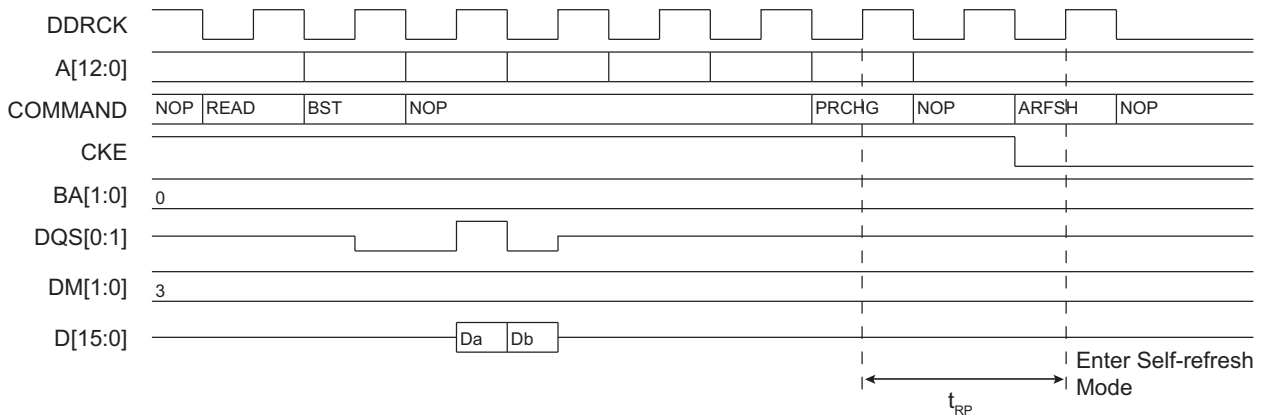 DDRCK
A[12:0]
COMMAND NOP READ BST NOP PRCHG NOP ARFSH NOP
CKE
BA[1:0] 0
DQS[0:1]
DM[1:0] 3
D[15:0] Da Db
Enter Self-refresh
Mode
tRP